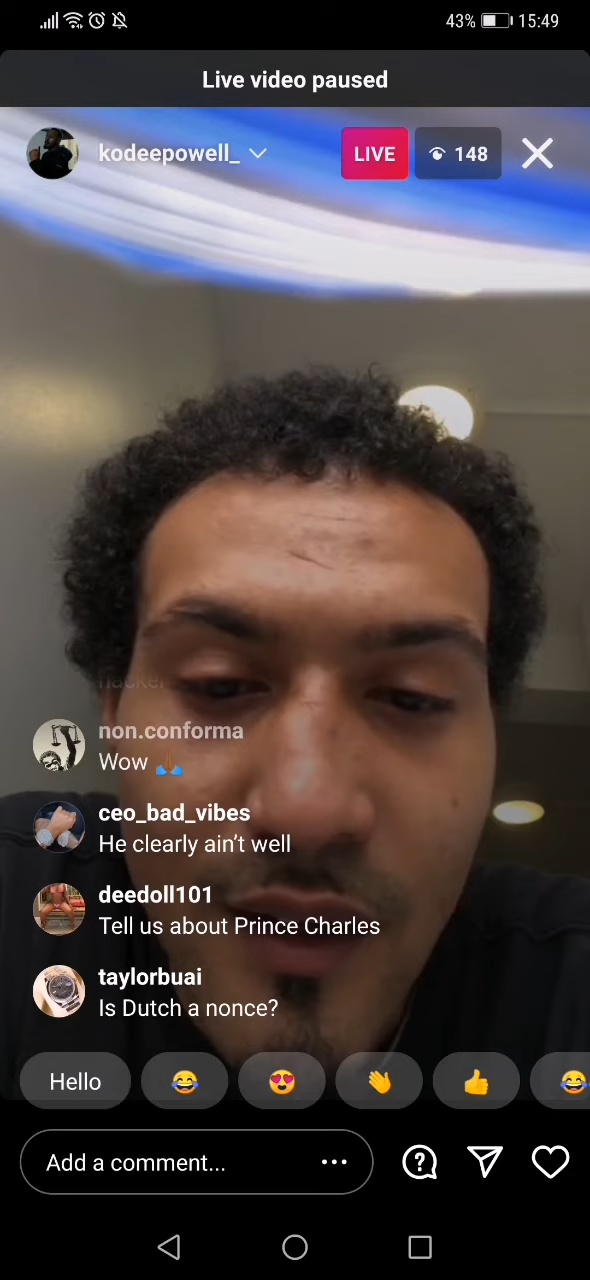 43% 15:49
Live video paused
kodeepowell_ LIVE 148
hacker
non.conforma
Wow 🙌🏾
ceo_bad_vibes
He clearly ain't well
deedoll101
Tell us about Prince Charles
taylorbuai
Is Dutch a nonce?
Hello 😂 😍 👋 👍 😂
Add a comment...